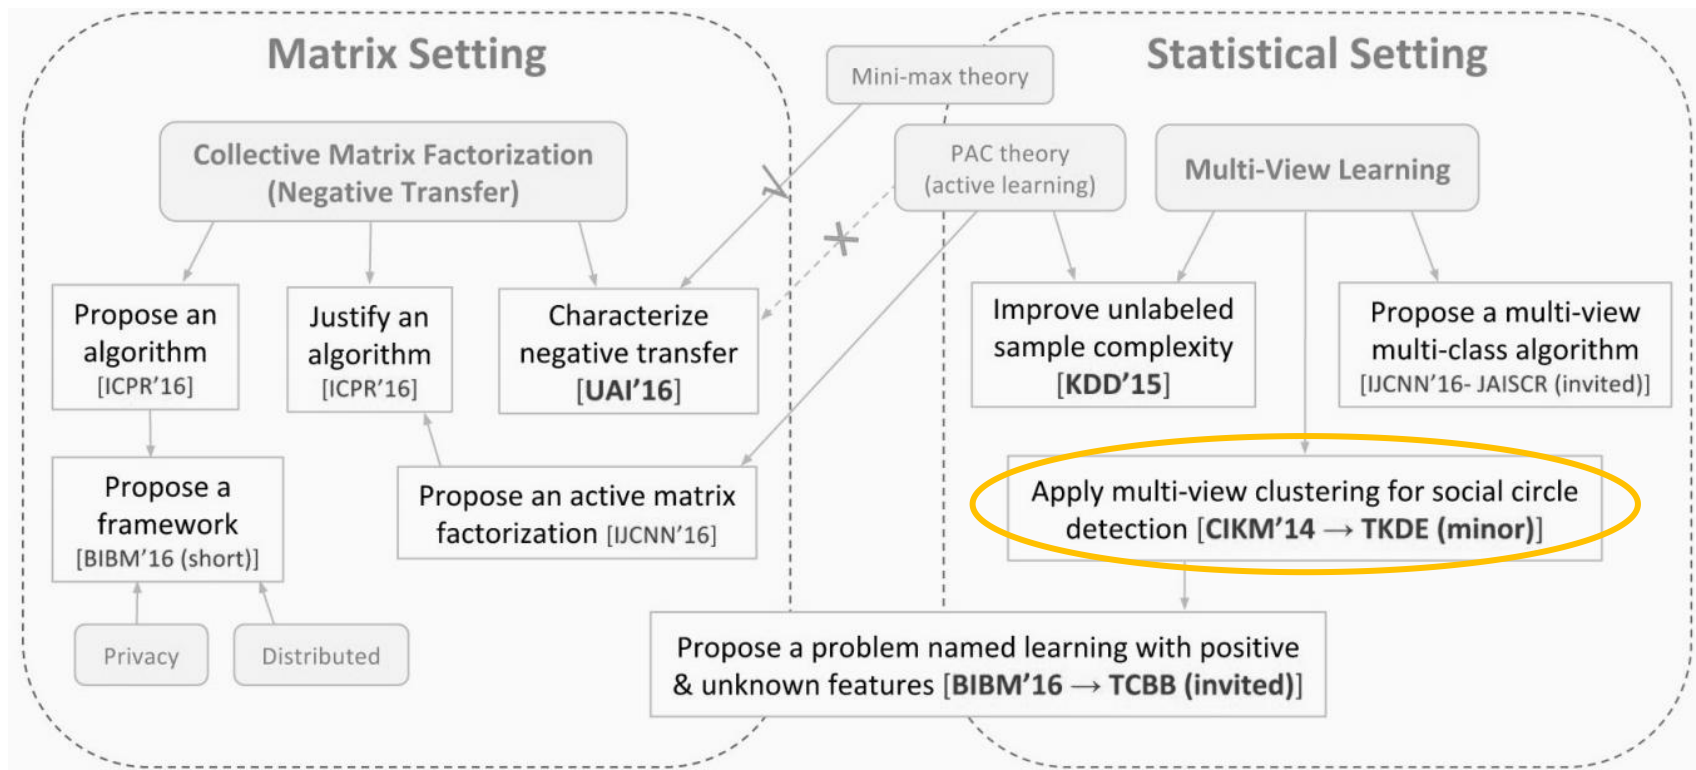 Matrix Setting
Statistical Setting
Mini-max theory
Collective Matrix Factorization
(Negative Transfer)
PAC theory
(active learning)
Multi-View Learning
Propose an
algorithm
[ICPR’16]
Justify an
algorithm
[ICPR’16]
Characterize
negative transfer
[UAI’16]
Improve unlabeled
sample complexity
[KDD’15]
Propose a multi-view
multi-class algorithm
[IJCNN’16- JAISCR (invited)]
Propose a
framework
[BIBM’16 (short)]
Propose an active matrix
factorization [IJCNN’16]
Apply multi-view clustering for social circle
detection [CIKM’14 → TKDE (minor)]
Privacy
Distributed
Propose a problem named learning with positive
& unknown features [BIBM’16 → TCBB (invited)]